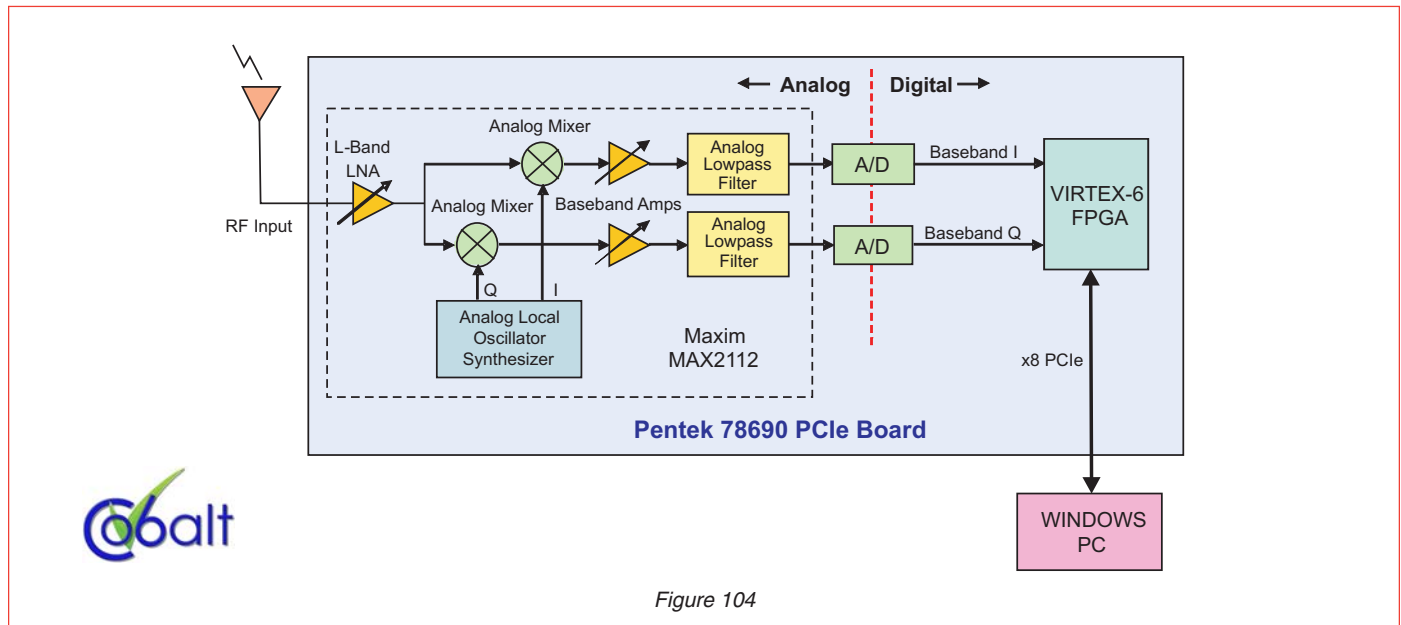 ← Analog
Digital →
L-Band
LNA
RF Input
Analog Mixer
Analog
Lowpass
Filter
A/D
Baseband I
VIRTEX-6
FPGA
Analog Mixer
Baseband Amps
Analog
Lowpass
Filter
A/D
Baseband Q
Q
I
Analog Local
Oscillator
Synthesizer
Maxim
MAX2112
x8 PCIe
Pentek 78690 PCIe Board
Cobalt
WINDOWS
PC
Figure 104